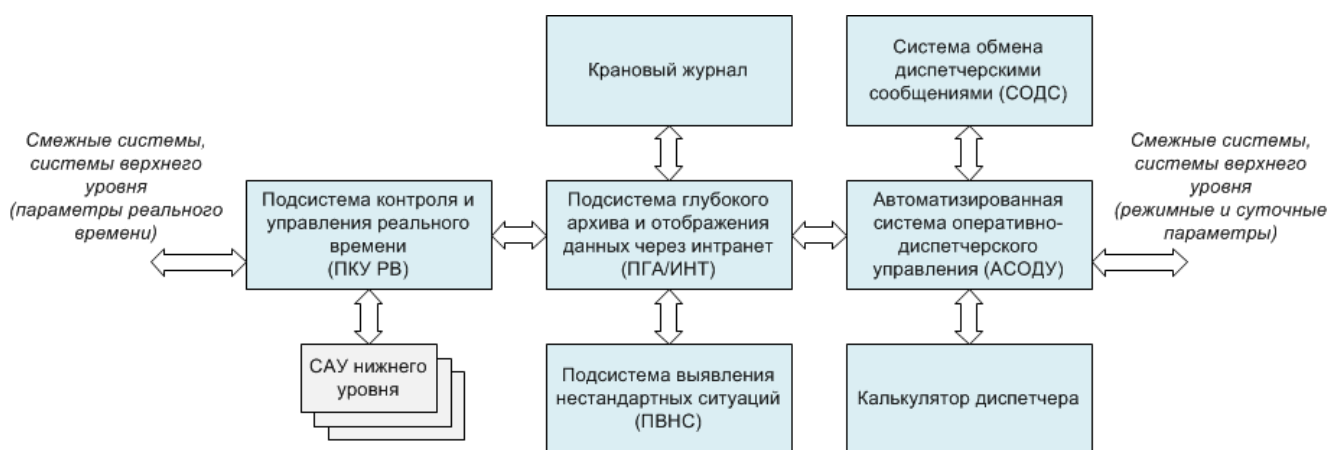 Крановый журнал
Система обмена
диспетчерскими
сообщениями (СОДС)
Смежные системы,
системы верхнего
уровня
(параметры реального
времени)
Подсистема контроля и
управления реального
времени
(ПКУ РВ)
Подсистема глубокого
архива и отображения
данных через интранет
(ПГА/ИНТ)
Автоматизированная
система оперативно-
диспетчерского
управления (АСОДУ)
Смежные системы,
системы верхнего
уровня
(режимные и суточные
параметры)
САУ нижнего
уровня
Подсистема выявления
нестандартных ситуаций
(ПВНС)
Калькулятор диспетчера